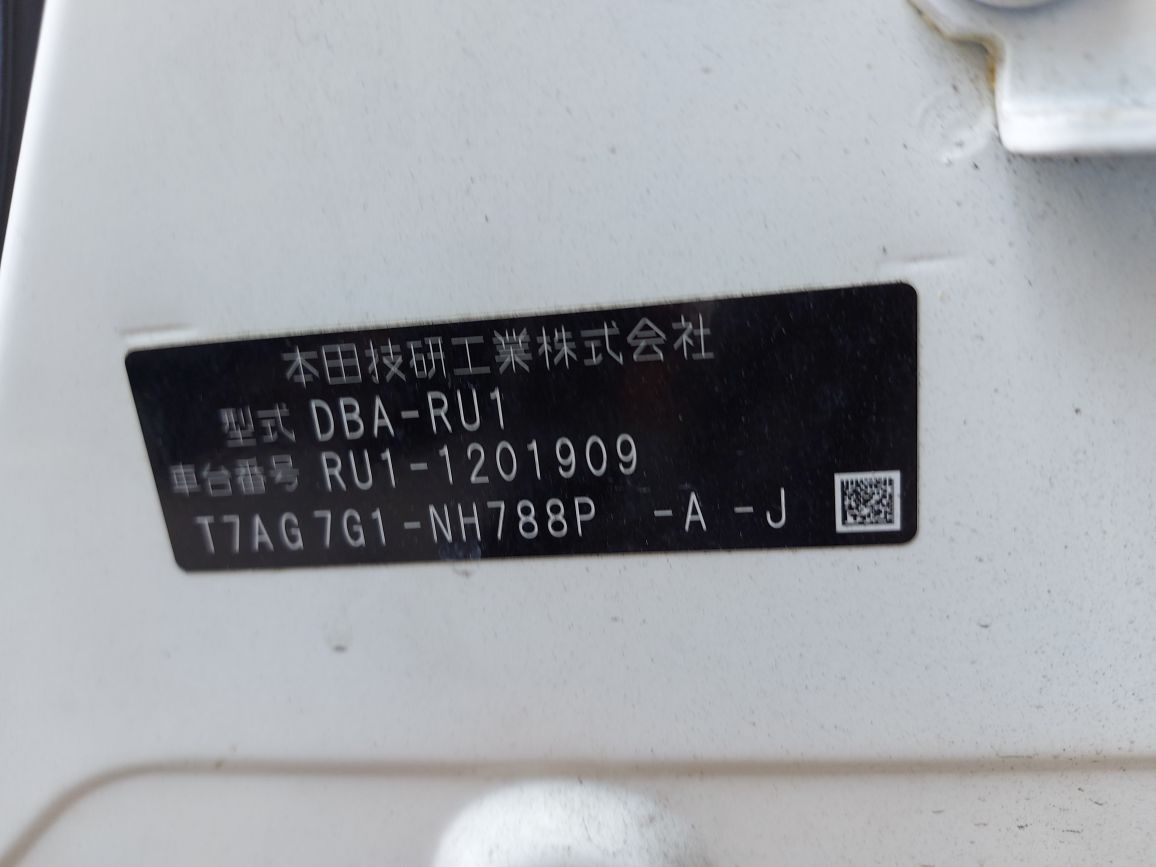 本田技研工業株式会社
型式 DBA-RU1
車台番号 RU1-1201909
T7AG7G1-NH788P -A -J